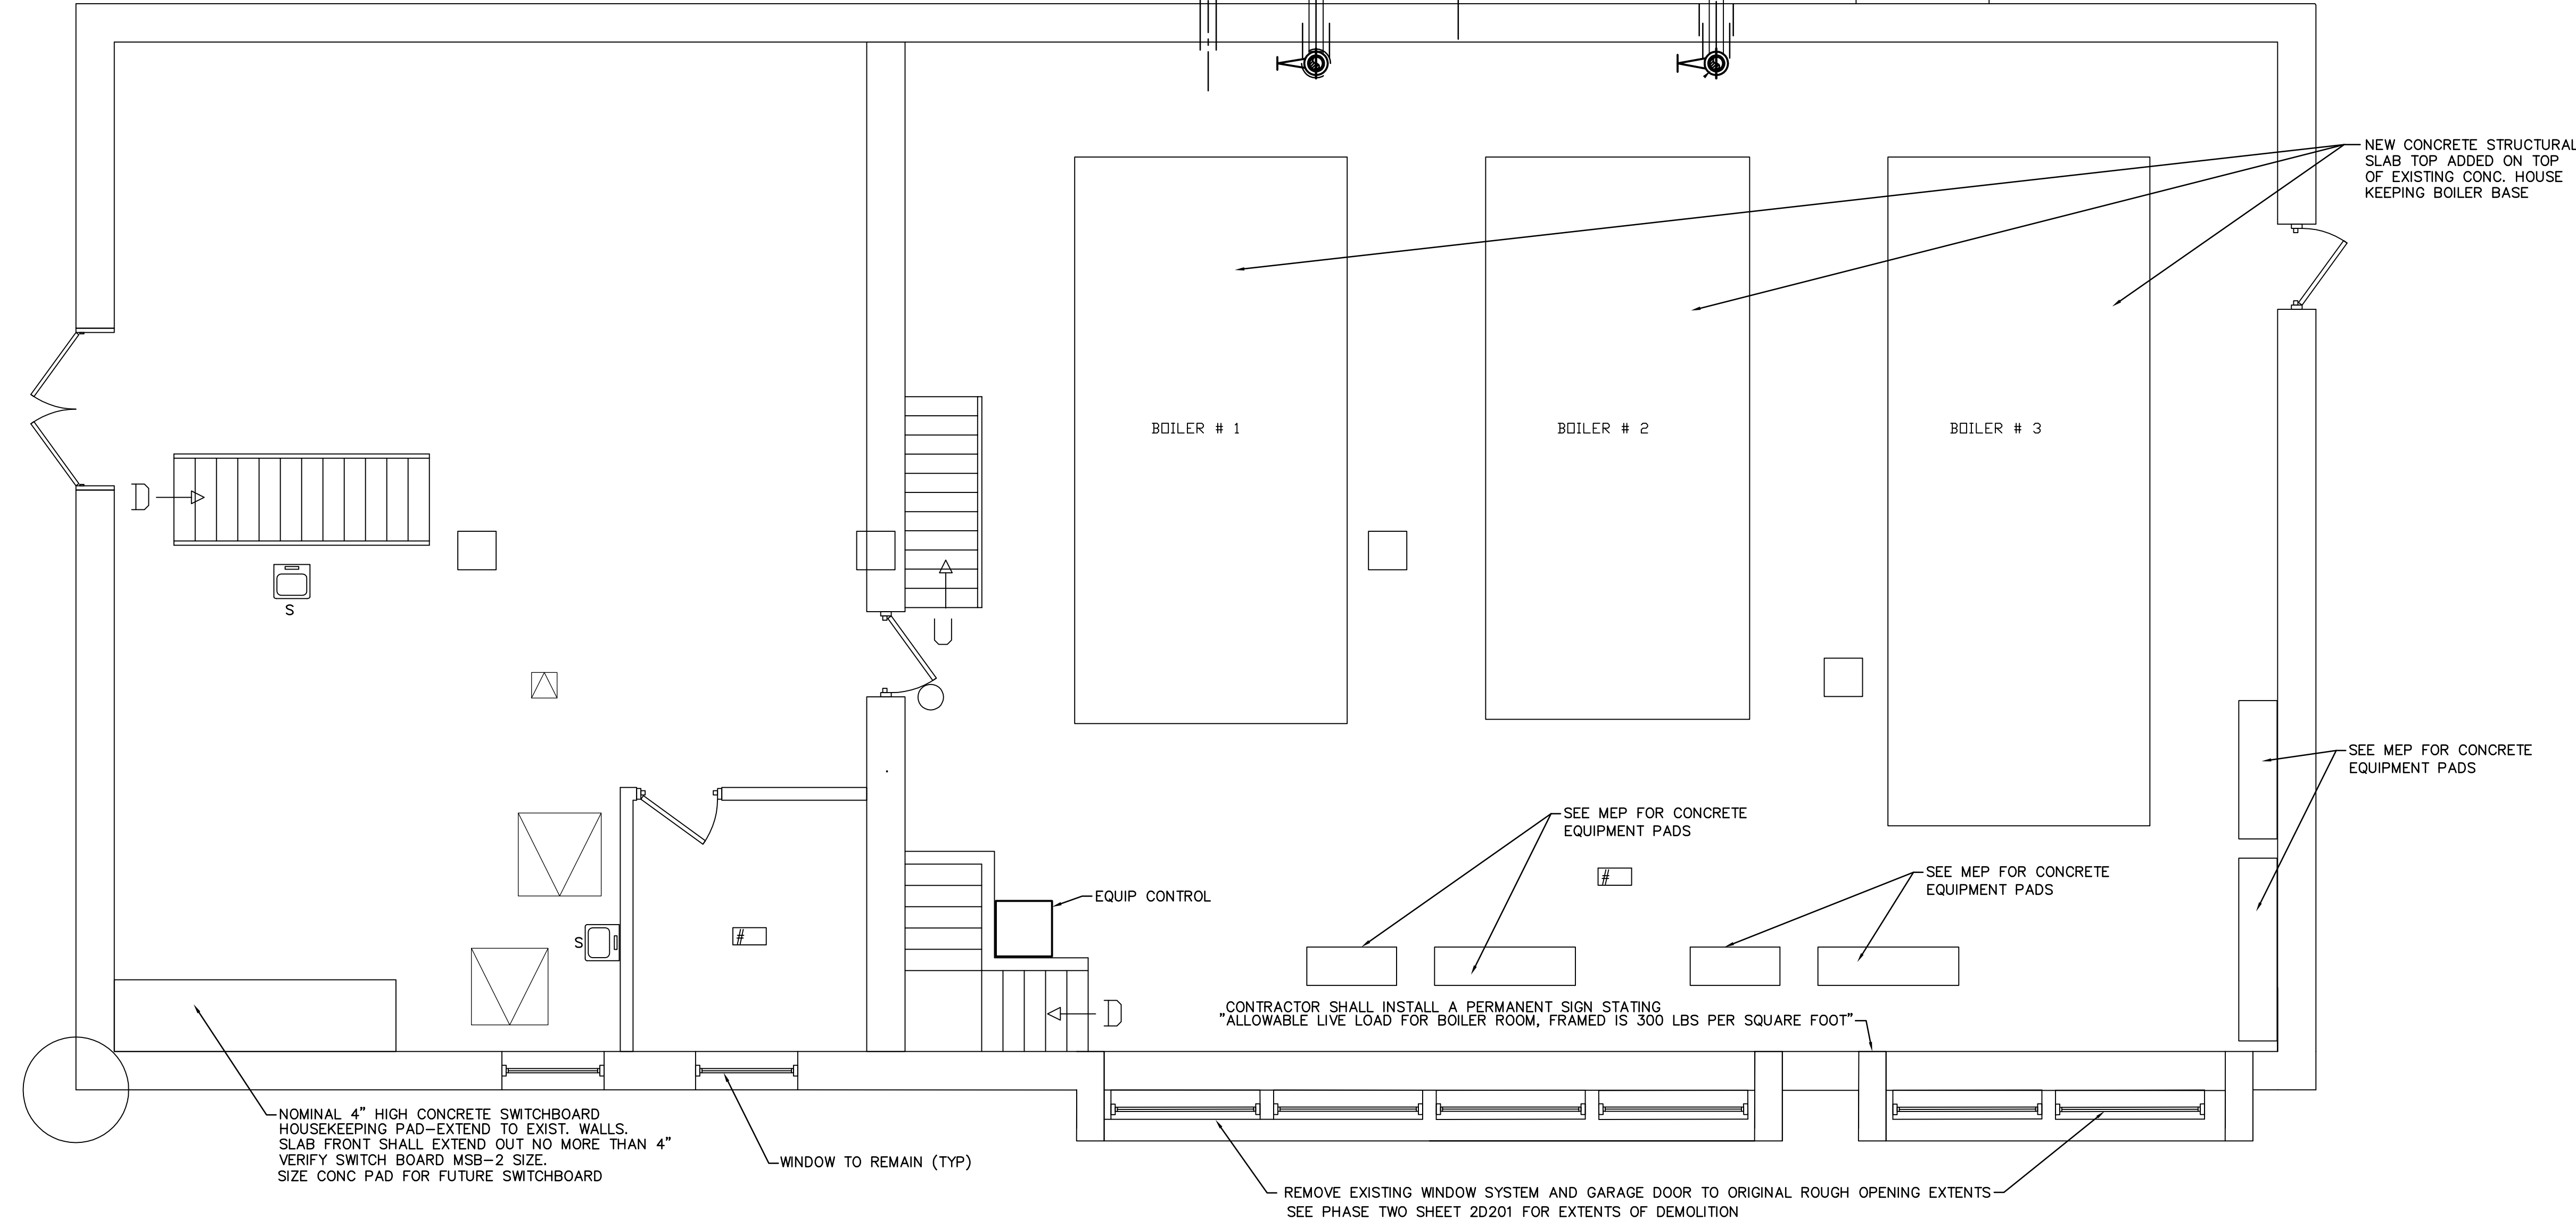 NEW CONCRETE STRUCTURAL
SLAB TOP ADDED ON TOP
OF EXISTING CONC. HOUSE
KEEPING BOILER BASE
BOILER # 1
BOILER # 2
BOILER # 3
D
S
U
SEE MEP FOR CONCRETE
EQUIPMENT PADS
SEE MEP FOR CONCRETE
EQUIPMENT PADS
SEE MEP FOR CONCRETE
EQUIPMENT PADS
#
EQUIP CONTROL
S
#
D
CONTRACTOR SHALL INSTALL A PERMANENT SIGN STATING
"ALLOWABLE LIVE LOAD FOR BOILER ROOM, FRAMED IS 300 LBS PER SQUARE FOOT"
NOMINAL 4" HIGH CONCRETE SWITCHBOARD
HOUSEKEEPING PAD-EXTEND TO EXIST. WALLS.
SLAB FRONT SHALL EXTEND OUT NO MORE THAN 4"
VERIFY SWITCH BOARD MSB-2 SIZE.
SIZE CONC PAD FOR FUTURE SWITCHBOARD
WINDOW TO REMAIN (TYP)
REMOVE EXISTING WINDOW SYSTEM AND GARAGE DOOR TO ORIGINAL ROUGH OPENING EXTENTS
SEE PHASE TWO SHEET 2D201 FOR EXTENTS OF DEMOLITION